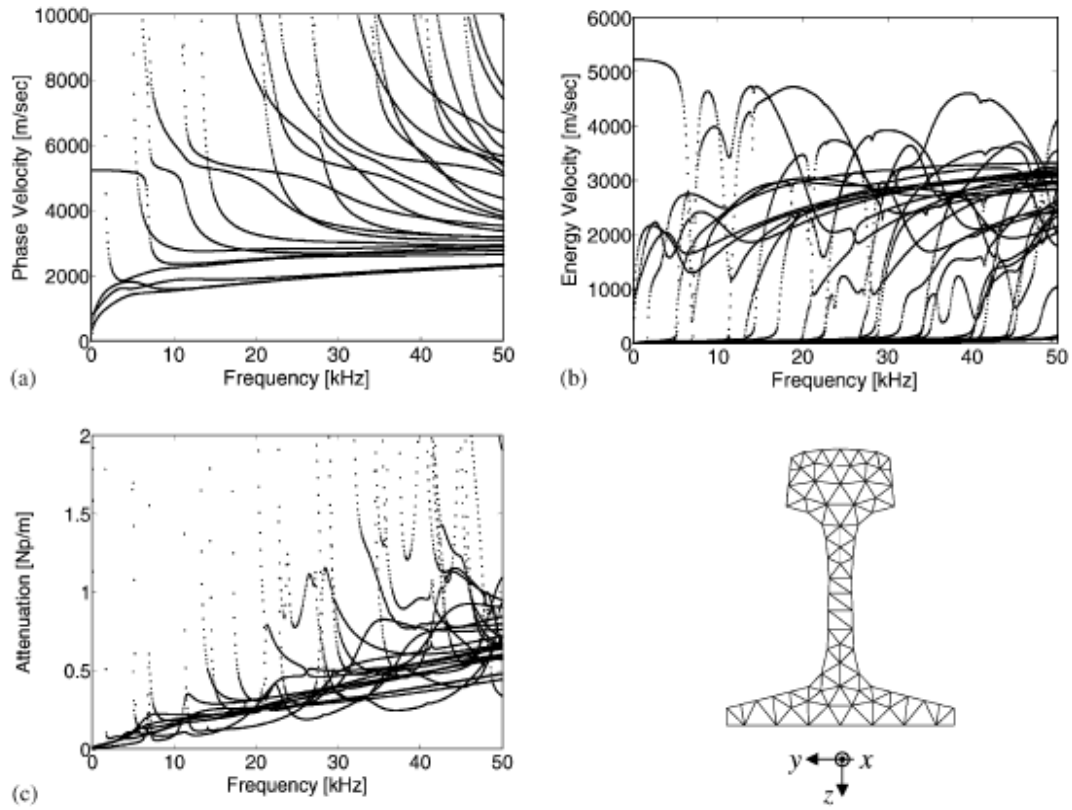 10000
8000
6000
4000
2000
0
Phase Velocity [m/sec]
0 10 20 30 40 50
Frequency [kHz]
(a)
6000
5000
4000
3000
2000
1000
0
Energy Velocity [m/sec]
0 10 20 30 40 50
Frequency [kHz]
(b)
2
1.5
1
0.5
0
Attenuation [Np/m]
0 10 20 30 40 50
Frequency [kHz]
(c)
y x
z